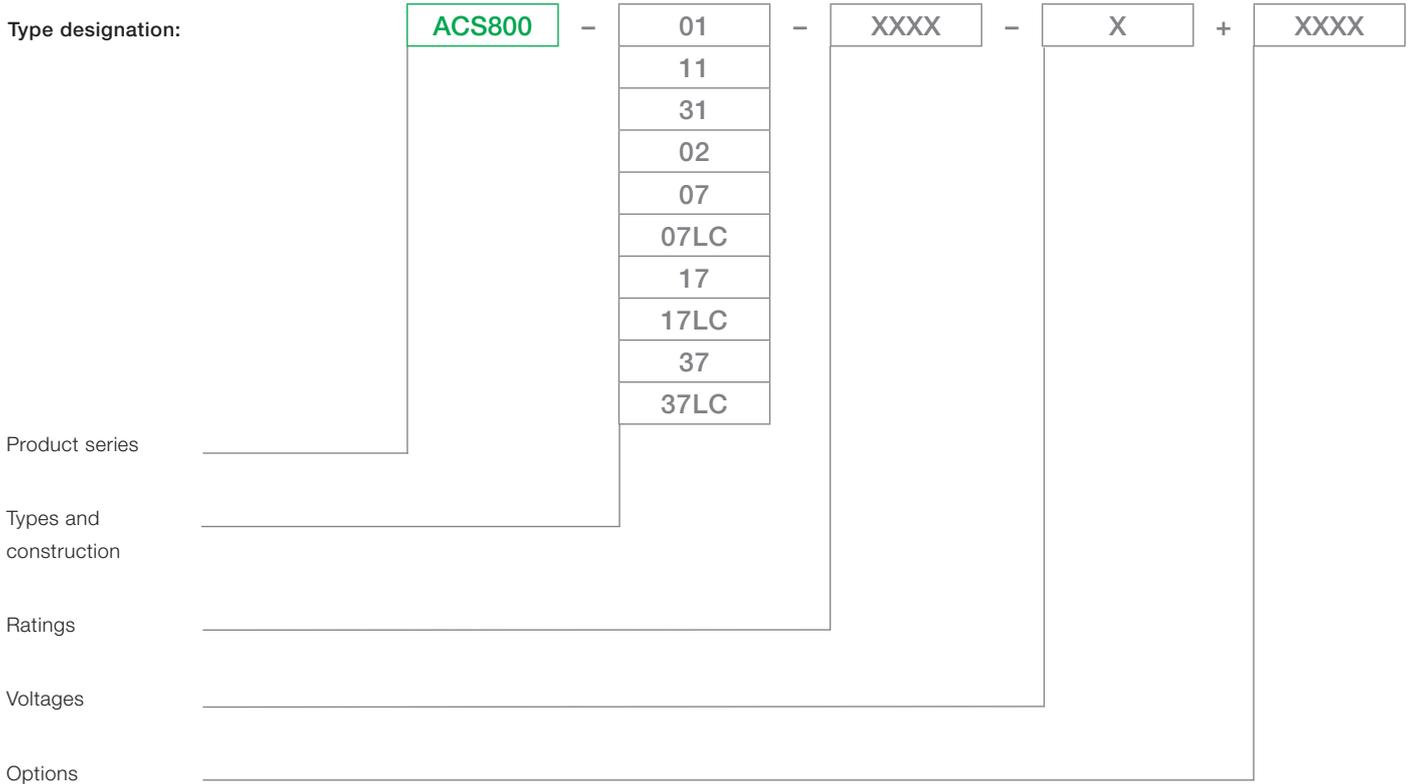 Type designation: ACS800 – 01 – XXXX – X + XXXX
11
31
02
07
07LC
17
17LC
37
37LC
Product series
Types and
construction
Ratings
Voltages
Options